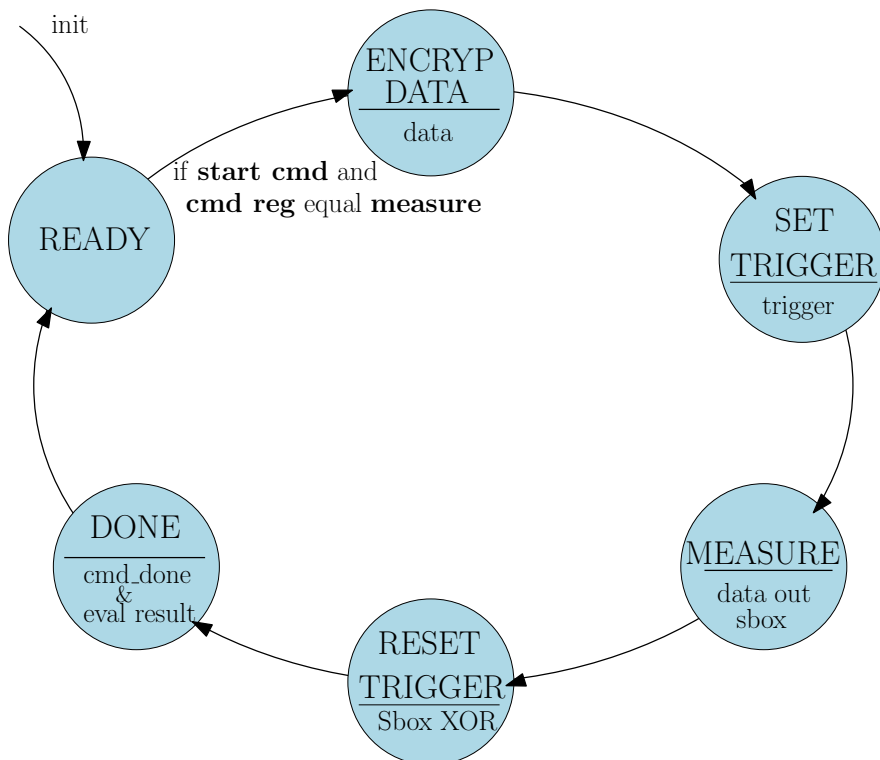 init
ENCRYP
DATA
data
if start cmd and
cmd reg equal measure
READY
SET
TRIGGER
trigger
MEASURE
data out
sbox
RESET
TRIGGER
Sbox XOR
DONE
cmd_done
&
eval result